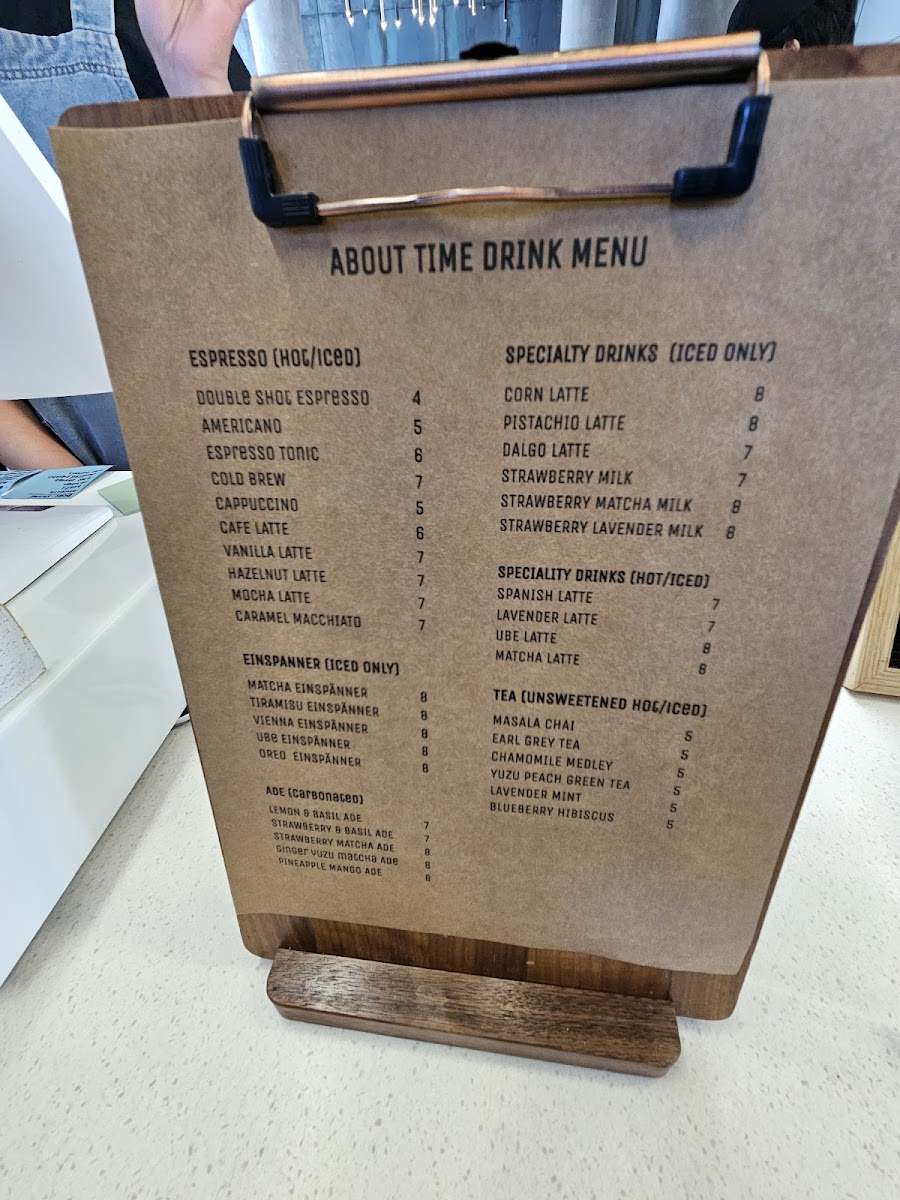 ABOUT TIME DRINK MENU
ESPRESSO (HOT/ICED)
DOUBLE SHOT ESPRESSO 4
AMERICANO 5
ESPRESSO TONIC 6
COLD BREW 7
CAPPUCCINO 5
CAFE LATTE 6
VANILLA LATTE 7
HAZELNUT LATTE 7
MOCHA LATTE 7
CARAMEL MACCHIATO 7
EINSPANNER (ICED ONLY)
MATCHA EINSPÄNNER 8
TIRAMISU EINSPÄNNER 8
VIENNA EINSPÄNNER 8
UBE EINSPÄNNER 8
OREO EINSPÄNNER 8
ADE (CARBONATED)
LEMON & BASIL ADE 7
STRAWBERRY & BASIL ADE 7
STRAWBERRY MATCHA ADE 8
GINGER YUZU MATCHA ADE 8
PINEAPPLE MANGO ADE 8
SPECIALTY DRINKS (ICED ONLY)
CORN LATTE 8
PISTACHIO LATTE 8
DALGO LATTE 7
STRAWBERRY MILK 7
STRAWBERRY MATCHA MILK 8
STRAWBERRY LAVENDER MILK 8
SPECIALITY DRINKS (HOT/ICED)
SPANISH LATTE 7
LAVENDER LATTE 7
UBE LATTE 8
MATCHA LATTE 8
TEA (UNSWEETENED HOT/ICED)
MASALA CHAI 5
EARL GREY TEA 5
CHAMOMILE MEDLEY 5
YUZU PEACH GREEN TEA 5
LAVENDER MINT 5
BLUEBERRY HIBISCUS 5